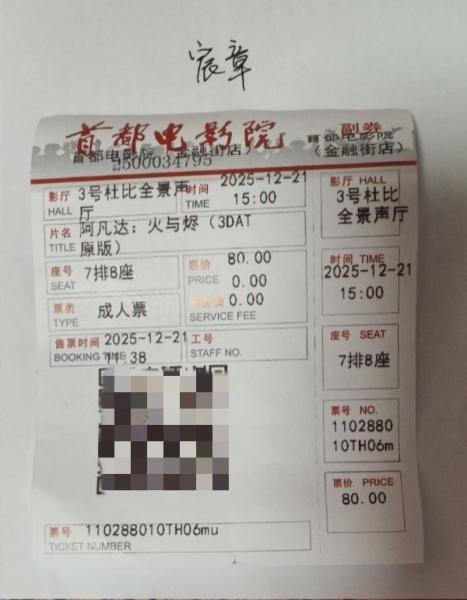 宸章
首都电影院
首都电影院(金融街店)
2500034795
副券
首都电影院
(金融街店)
影厅
HALL
3号杜比全景声
厅
时间
TIME
2025-12-21
15:00
片名
TITLE
阿凡达：火与烬（3DAT
原版）
座号
SEAT
7排8座
票价
PRICE
80.00
0.00
0.00
SERVICE FEE
票类
TYPE
成人票
售票时间
BOOKING TIME
2025-12-21
11:38
工号
STAFF NO.
票号
TICKET NUMBER
110288010TH06mu
影厅 HALL
3号杜比
全景声厅
时间 TIME
2025-12-21
15:00
座号 SEAT
7排8座
票号 NO.
1102880
10TH06m
票价 PRICE
80.00